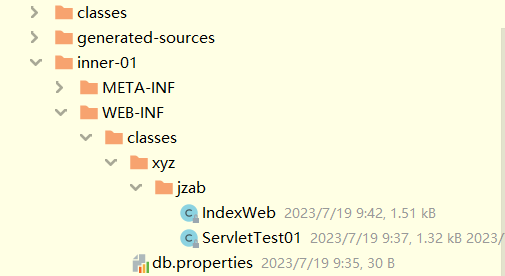 classes
generated-sources
inner-01
META-INF
WEB-INF
classes
xyz
jzab
IndexWeb 2023/7/19 9:42, 1.51 kB
ServletTest01 2023/7/19 9:37, 1.32 kB 2023/
db.properties 2023/7/19 9:35, 30 B